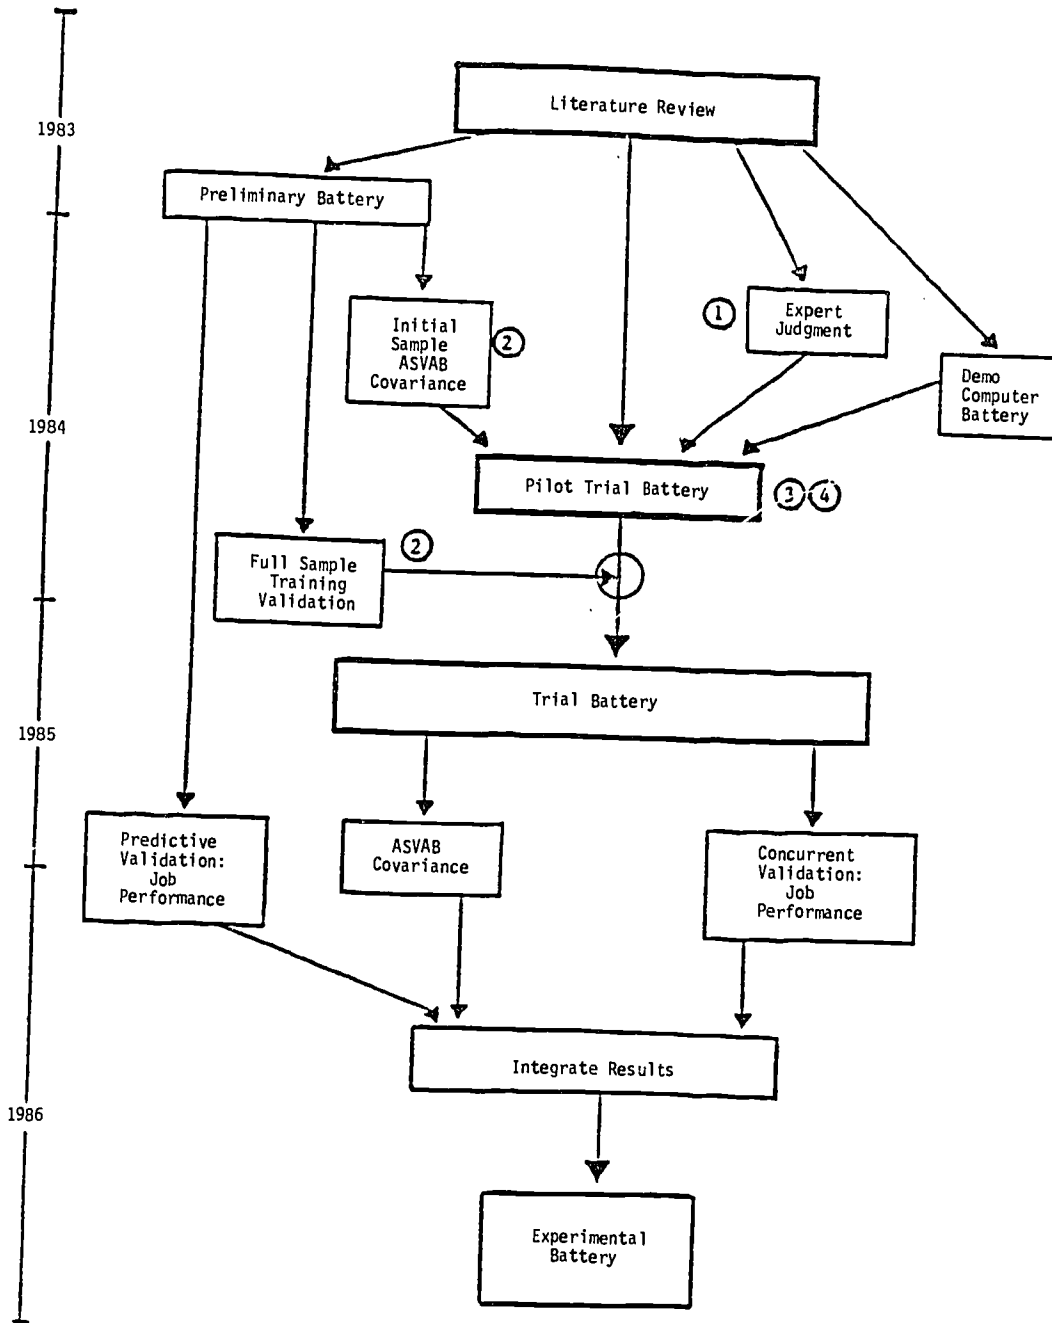 1983
Literature Review
Preliminary Battery
Initial
Sample
ASVAB
Covariance
2
1
Expert
Judgment
Demo
Computer
Battery
1984
Pilot Trial Battery
3 4
Full Sample
Training
Validation
2
Trial Battery
1985
Predictive
Validation:
Job
Performance
ASVAB
Covariance
Concurrent
Validation:
Job
Performance
Integrate Results
1986
Experimental
Battery